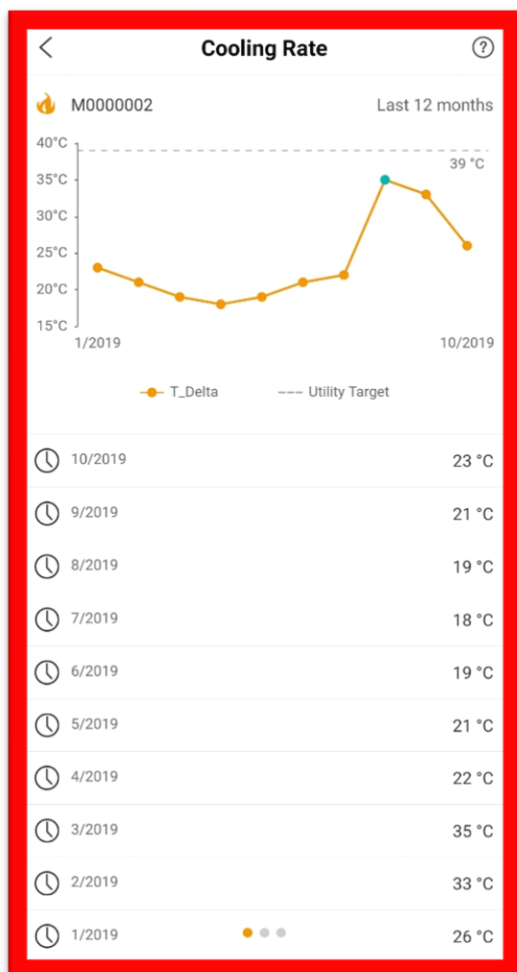 Cooling Rate
M0000002 Last 12 months
40°C
39 °C
35°C
30°C
25°C
20°C
15°C
1/2019 10/2019
T_Delta Utility Target
10/2019 23 °C
9/2019 21 °C
8/2019 19 °C
7/2019 18 °C
6/2019 19 °C
5/2019 21 °C
4/2019 22 °C
3/2019 35 °C
2/2019 33 °C
1/2019 26 °C